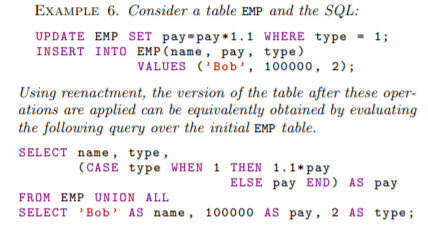 EXAMPLE 6. Consider a table EMP and the SQL:
UPDATE EMP SET pay=pay*1.1 WHERE type = 1;
INSERT INTO EMP(name, pay, type)
VALUES ('Bob', 100000, 2);
Using reenactment, the version of the table after these oper-
ations are applied can be equivalently obtained by evaluating
the following query over the initial EMP table.
SELECT name, type,
(CASE type WHEN 1 THEN 1.1*pay
ELSE pay END) AS pay
FROM EMP UNION ALL
SELECT 'Bob' AS name, 100000 AS pay, 2 AS type;